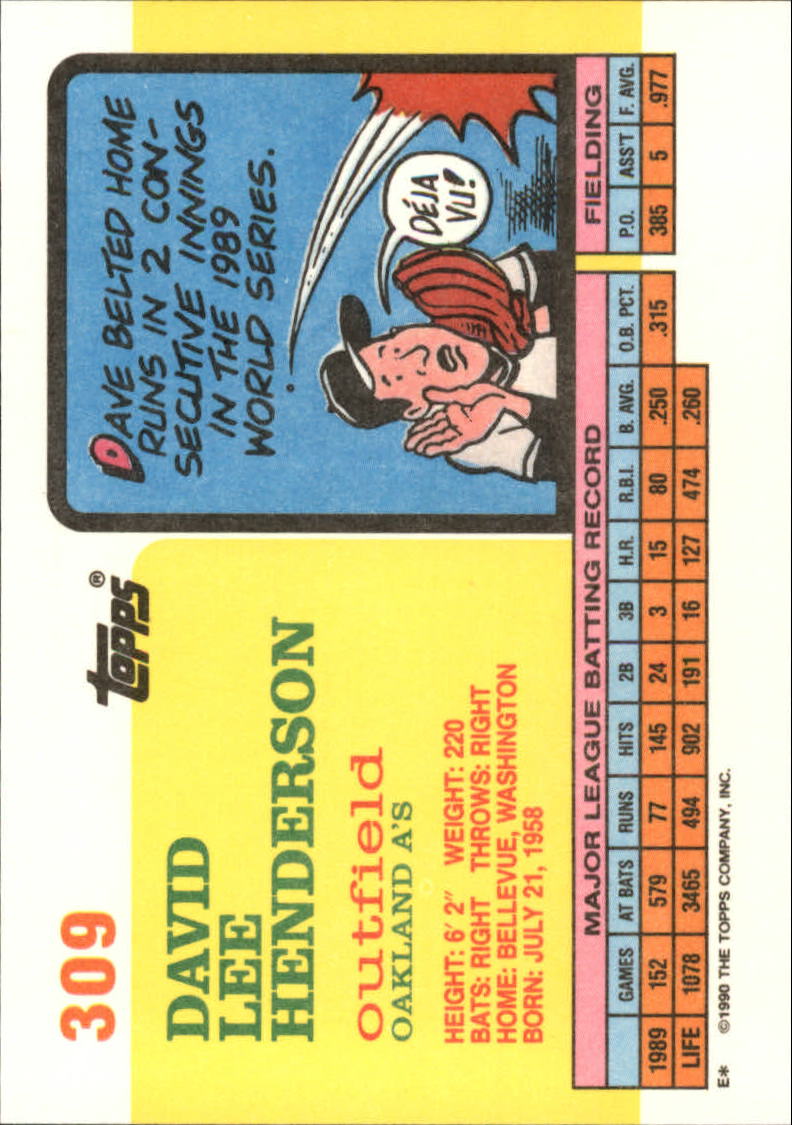 309
topps®
DAVID
LEE
HENDERSON
outfield
OAKLAND A'S
HEIGHT: 6' 2" WEIGHT: 220
BATS: RIGHT THROWS: RIGHT
HOME: BELLEVUE, WASHINGTON
BORN: JULY 21, 1958
DAVE BELTED HOME
RUNS IN 2 CON-
SECUTIVE INNINGS
IN THE 1989
WORLD SERIES.
DÉJA
VU!
MAJOR LEAGUE BATTING RECORD FIELDING
GAMES AT BATS RUNS HITS 2B 3B H.R. R.B.I. B. AVG. O.B. PCT. P.O. ASS'T F. AVG.
1989 152 579 77 145 24 3 15 80 .250 .315 385 5 .977
LIFE 1078 3465 494 902 191 16 127 474 .260
E* ©1990 THE TOPPS COMPANY, INC.